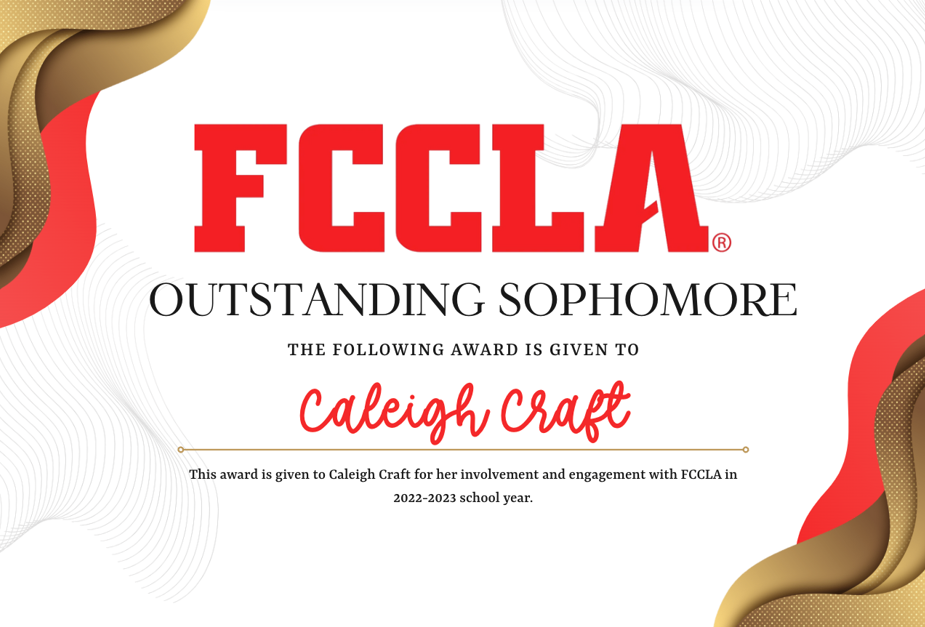 FCCLA®
OUTSTANDING SOPHOMORE
THE FOLLOWING AWARD IS GIVEN TO
Caleigh Craft
This award is given to Caleigh Craft for her involvement and engagement with FCCLA in
2022-2023 school year.